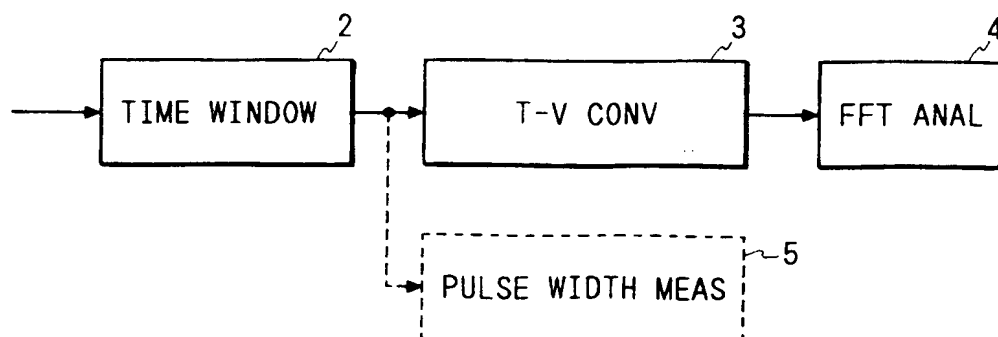 2
3
4
TIME WINDOW
T-V CONV
FFT ANAL
5
PULSE WIDTH MEAS